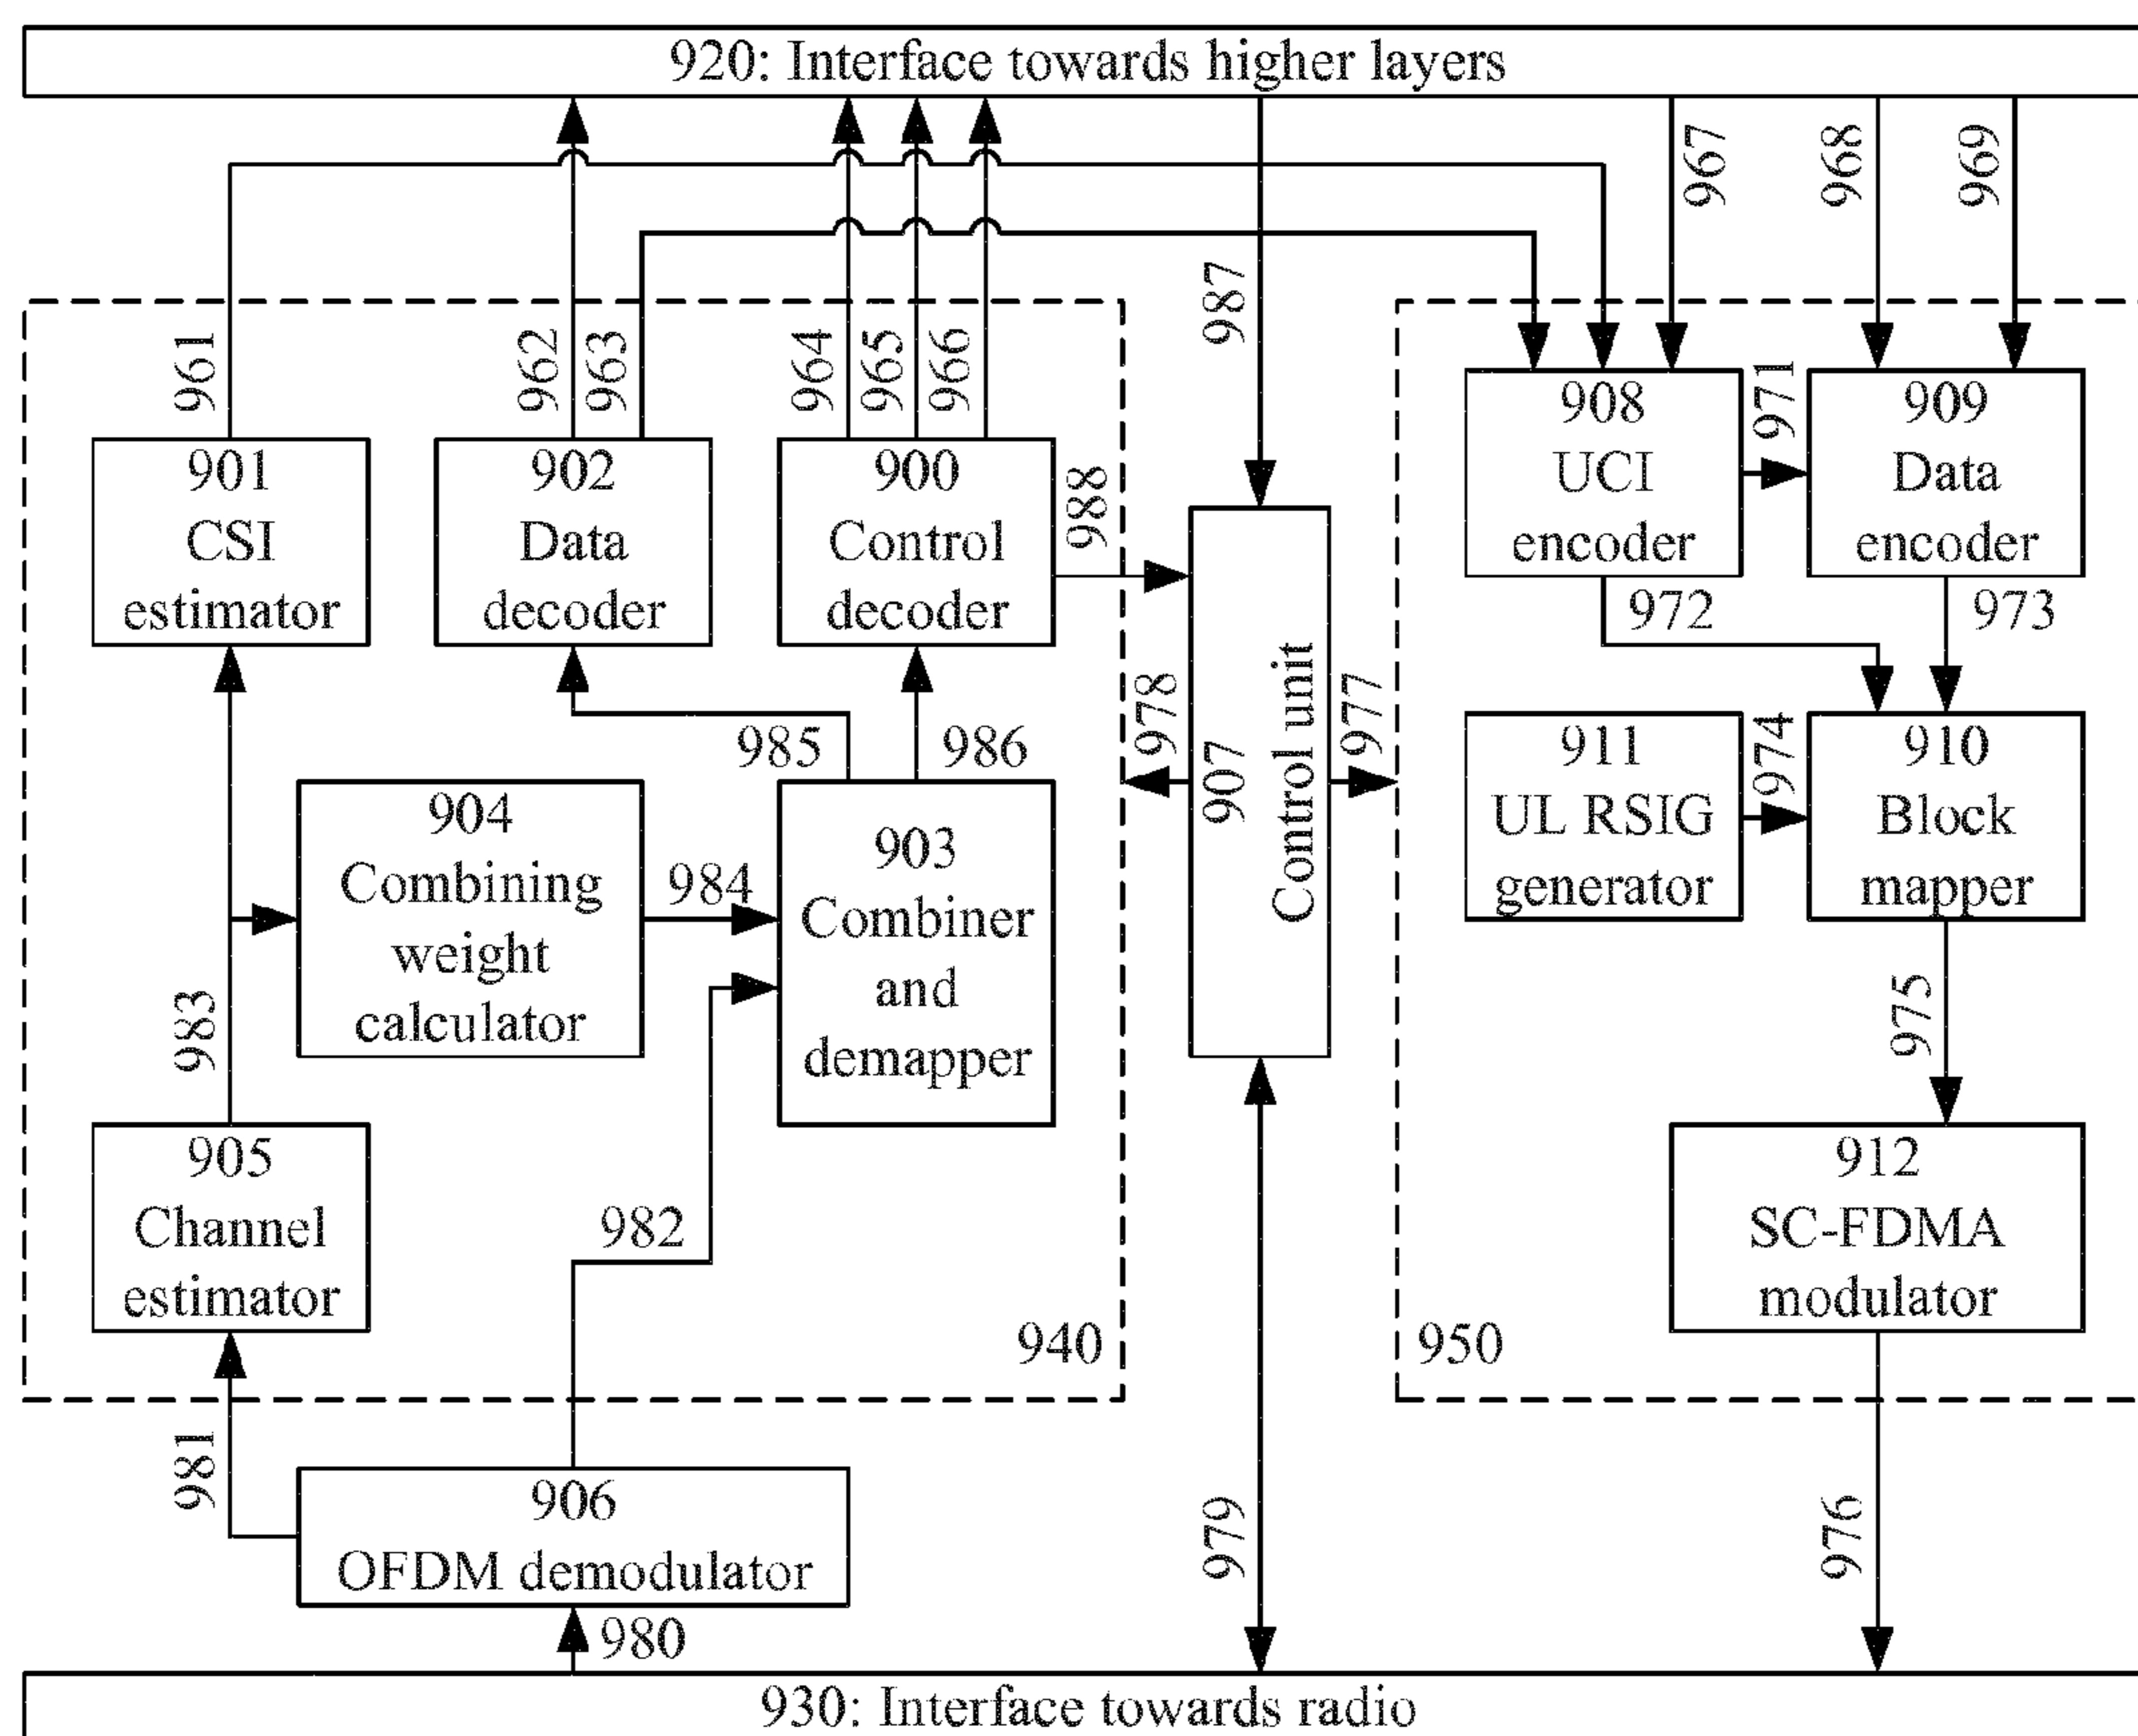 920: Interface towards higher layers
967
968
969
987
961
962
963
964
965
966
988
971
901
CSI
estimator
902
Data
decoder
900
Control
decoder
908
UCI
encoder
909
Data
encoder
972
973
978
907
Control unit
977
985
986
974
904
Combining
weight
calculator
984
903
Combiner
and
demapper
911
UL RSIG
generator
910
Block
mapper
983
975
905
Channel
estimator
982
940
950
912
SC-FDMA
modulator
981
906
OFDM demodulator
979
976
980
930: Interface towards radio